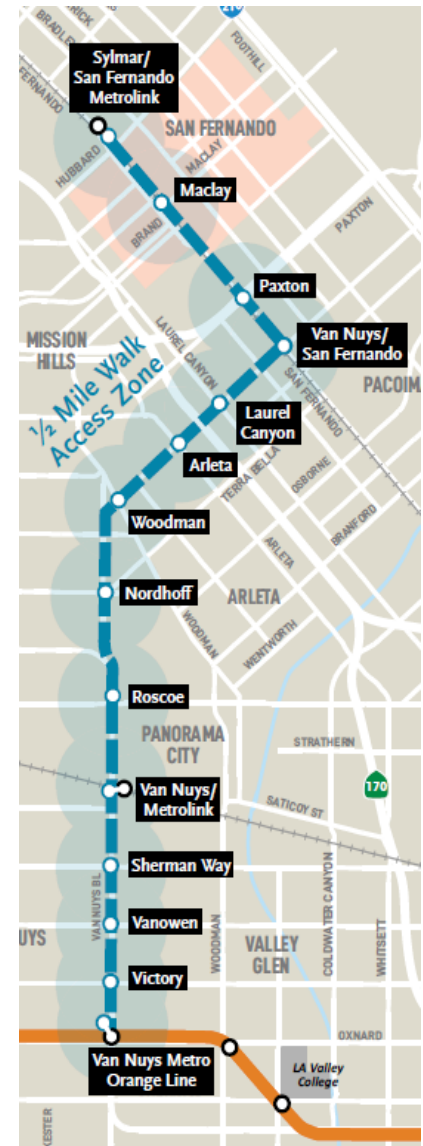 210
BRADLEY
FOOTHILL
Sylmar/
San Fernando
Metrolink
FERNANDO
SAN FERNANDO
HUBBARD
MACLAY
Maclay
BRAND
PAXTON
Paxton
MISSION
HILLS
LAUREL CANYON
Van Nuys/
San Fernando
SAN FERNANDO
PACOIMA
½ Mile Walk
Access Zone
Laurel
Canyon
Arleta
TERRA BELLA
OSBORNE
Woodman
BRANFORD
ARLETA
Nordhoff
ARLETA
WOODMAN
WENTWORTH
Roscoe
PANORAMA
CITY
STRATHERN
Van Nuys/
Metrolink
170
SATICOY ST
Sherman Way
VAN NUYS BL
Vanowen
WOODMAN
COLDWATER CANYON
WHITSETT
UYS
VALLEY
GLEN
Victory
OXNARD
Van Nuys Metro
Orange Line
LA Valley
College
KESTER